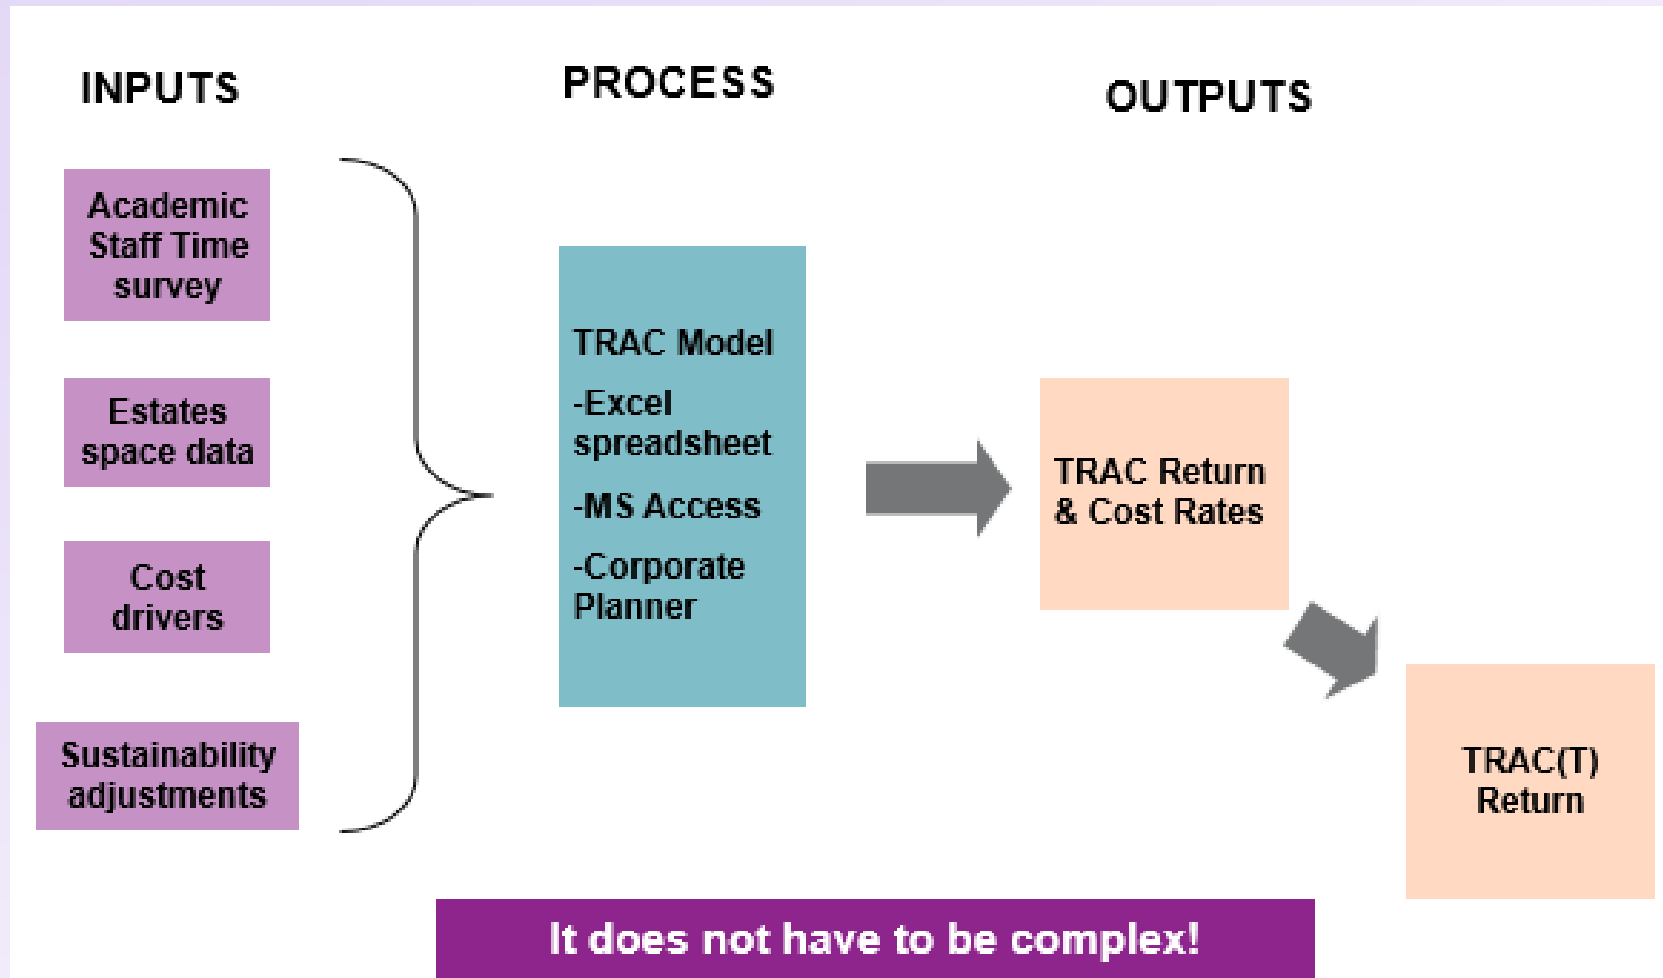 INPUTS
PROCESS
OUTPUTS
Academic
Staff Time
survey
Estates
space data
Cost
drivers
Sustainability
adjustments
TRAC Model
-Excel
spreadsheet
-MS Access
-Corporate
Planner
TRAC Return
& Cost Rates
TRAC(T)
Return
It does not have to be complex!